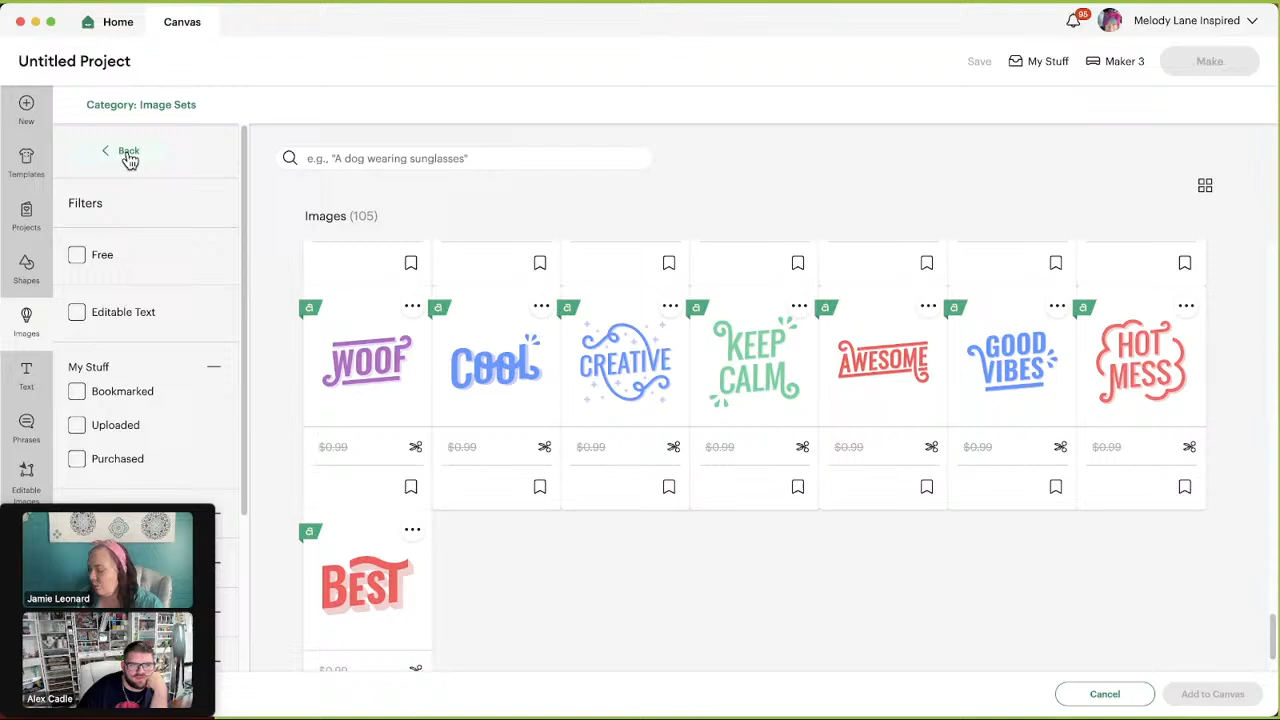 Home
Canvas
95
Melody Lane Inspired
Untitled Project
Save
My Stuff
Maker 3
Make
New
Templates
Projects
Shapes
Images
Text
Phrases
Editable
Images
Category: Image Sets
Back
Filters
Free
Editable Text
My Stuff
Bookmarked
Uploaded
Purchased
e.g., "A dog wearing sunglasses"
Images (105)
a a a a a a a
WOOF
COOL
CREATIVE
KEEP
CALM
AWESOME
GOOD
VIBES
HOT
MESS
$0.99 $0.99 $0.99 $0.99 $0.99 $0.99 $0.99
a
BEST
$0.99
Jamie Leonard
Alex Cadle
Cancel
Add to Canvas